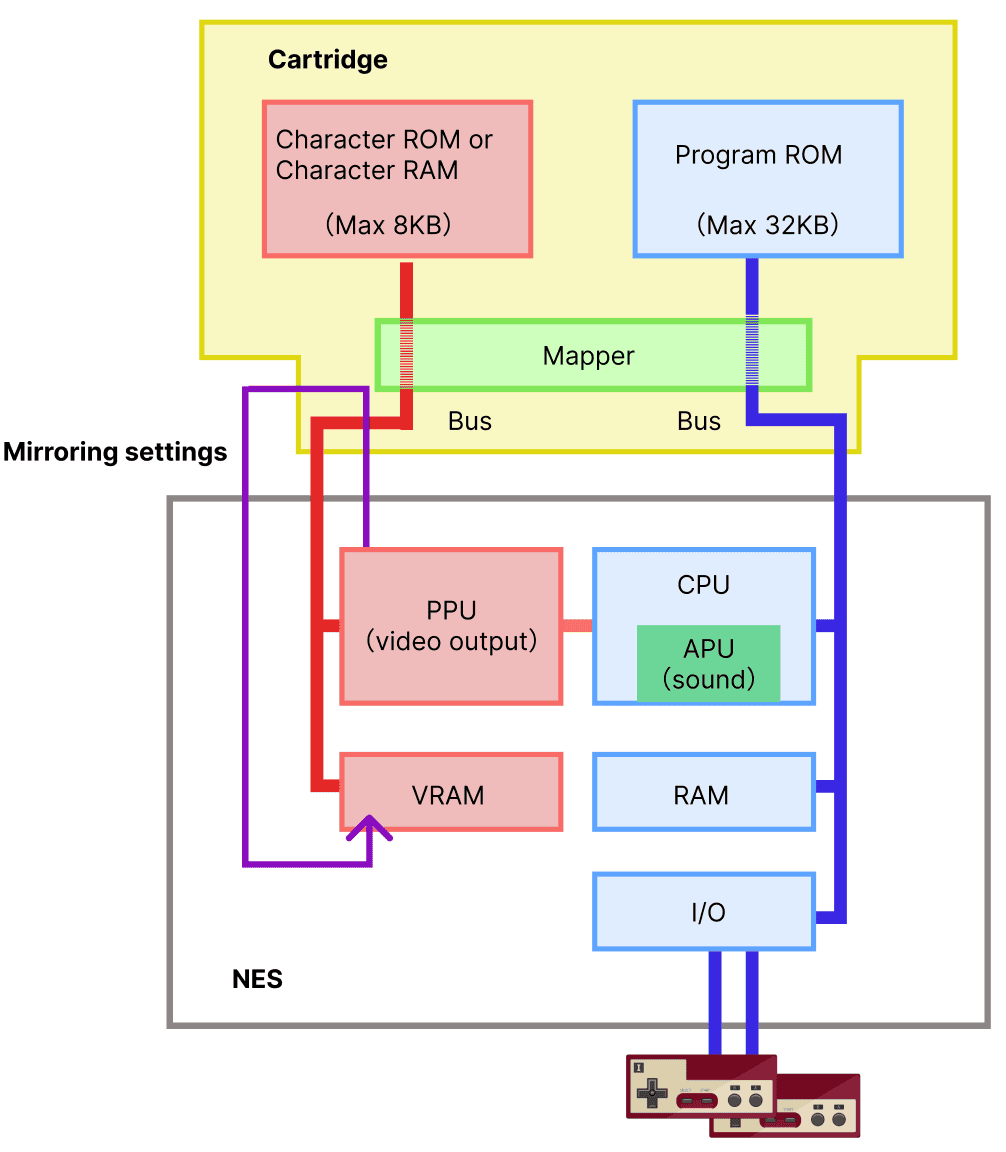 Cartridge
Character ROM or
Character RAM
(Max 8KB)
Program ROM
(Max 32KB)
Mapper
Bus
Bus
Mirroring settings
PPU
(video output)
CPU
APU
(sound)
VRAM
RAM
I/O
NES
I